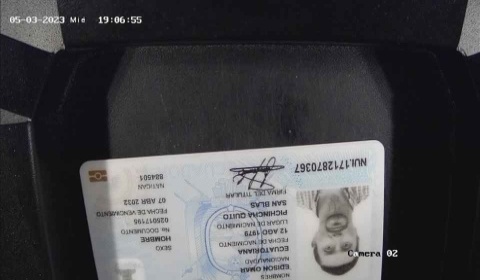 05-03-2023 Mié 19:06:55
NUI.1712870367
FIRMA DEL TITULAR
NAT/CAN
884501
EDISON OMAR
NACIONALIDAD
ECUATORIANA
FECHA DE NACIMIENTO
12 AGO 1979
LUGAR DE NACIMIENTO
PICHINCHA QUITO
SAN BLAS
NOMBRES
SEXO
HOMBRE
No. DOCUMENTO
FECHA DE VENCIMIENTO
07 ABR 2032
Camera 02